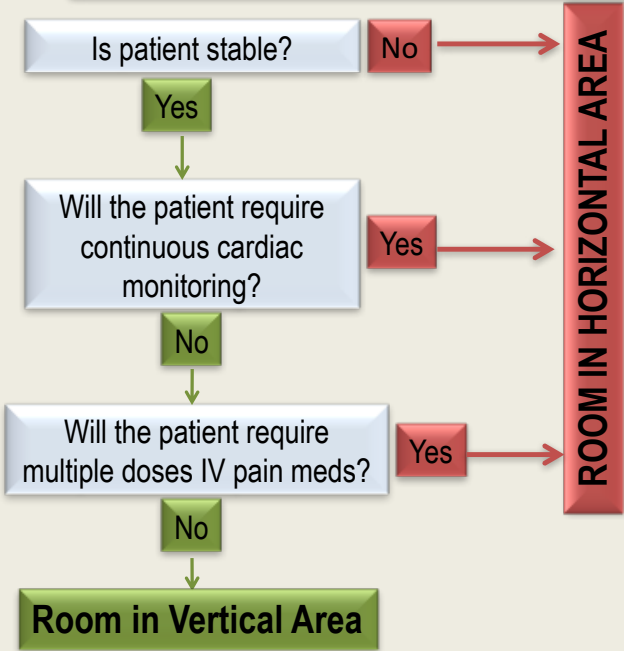 Is patient stable?
No
Yes
Will the patient require
continuous cardiac
monitoring?
Yes
No
Will the patient require
multiple doses IV pain meds?
Yes
No
Room in Vertical Area
ROOM IN HORIZONTAL AREA